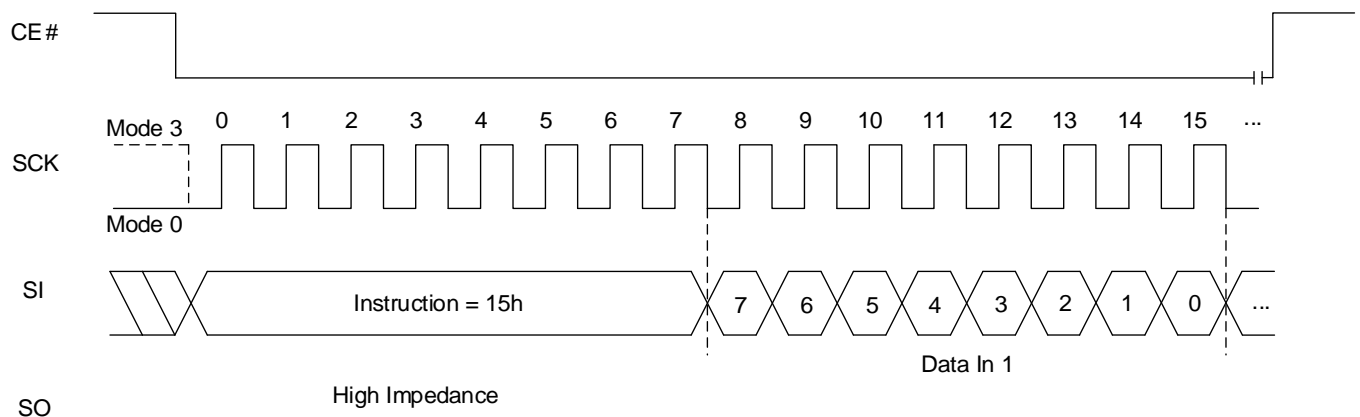 CE #
Mode 3 0 1 2 3 4 5 6 7 8 9 10 11 12 13 14 15 ...
SCK
Mode 0
SI Instruction = 15h 7 6 5 4 3 2 1 0 ...
Data In 1
High Impedance
SO